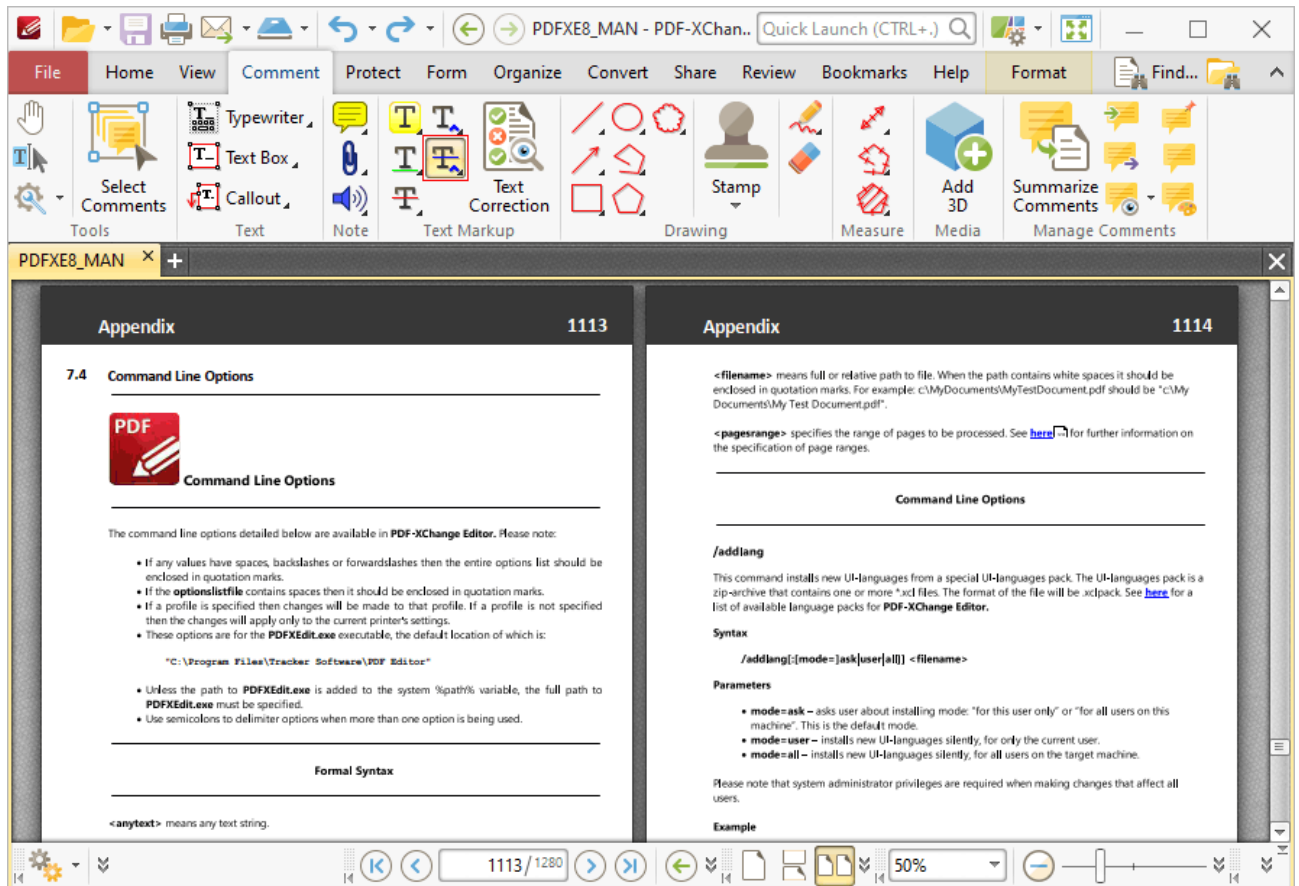 PDFXE8_MAN - PDF-XChan..
Quick Launch (CTRL+.)
File Home View Comment Protect Form Organize Convert Share Review Bookmarks Help Format Find...
Typewriter
Text Box
Callout
Select Comments
Text Correction
Stamp
Add 3D
Summarize Comments
Tools Text Note Text Markup Drawing Measure Media Manage Comments
PDFXE8_MAN
Appendix 1113
7.4 Command Line Options
PDF
Command Line Options
The command line options detailed below are available in PDF-XChange Editor. Please note:
• If any values have spaces, backslashes or forwardslashes then the entire options list should be
enclosed in quotation marks.
• If the optionslistfile contains spaces then it should be enclosed in quotation marks.
• If a profile is specified then changes will be made to that profile. If a profile is not specified
then the changes will apply only to the current printer's settings.
• These options are for the PDFXEdit.exe executable, the default location of which is:
"C:\Program Files\Tracker Software\PDF Editor"
• Unless the path to PDFXEdit.exe is added to the system %path% variable, the full path to
PDFXEdit.exe must be specified.
• Use semicolons to delimiter options when more than one option is being used.
Formal Syntax
<anytext> means any text string.
Appendix 1114
<filename> means full or relative path to file. When the path contains white spaces it should be
enclosed in quotation marks. For example: c\MyDocuments\MyTestDocument.pdf should be "c\My
Documents\My Test Document.pdf".
<pagesrange> specifies the range of pages to be processed. See here for further information on
the specification of page ranges.
Command Line Options
/addlang
This command installs new UI-languages from a special UI-languages pack. The UI-languages pack is a
zip-archive that contains one or more *.xcl files. The format of the file will be .xclpack. See here for a
list of available language packs for PDF-XChange Editor.
Syntax
/addlang[:[mode=]ask|user|all]] <filename>
Parameters
• mode=ask – asks user about installing mode: "for this user only" or "for all users on this
machine". This is the default mode.
• mode=user – installs new UI-languages silently, for only the current user.
• mode=all – installs new UI-languages silently, for all users on the target machine.
Please note that system administrator privileges are required when making changes that affect all
users.
Example
1113/1280
50%